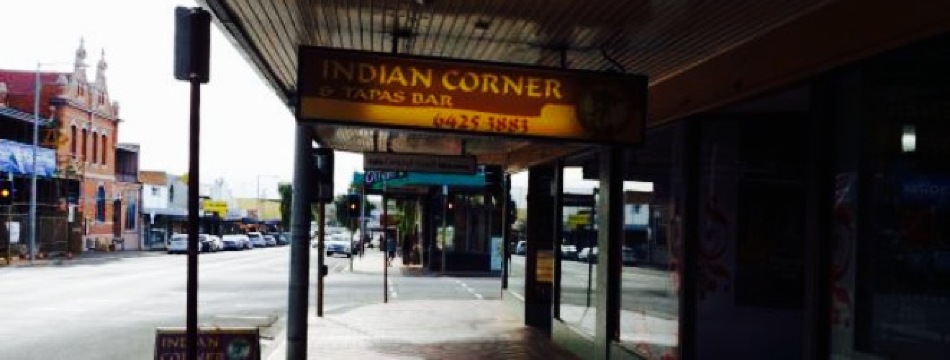 INDIAN CORNER
& TAPAS BAR
6425 3883
INDIAN
CORNER